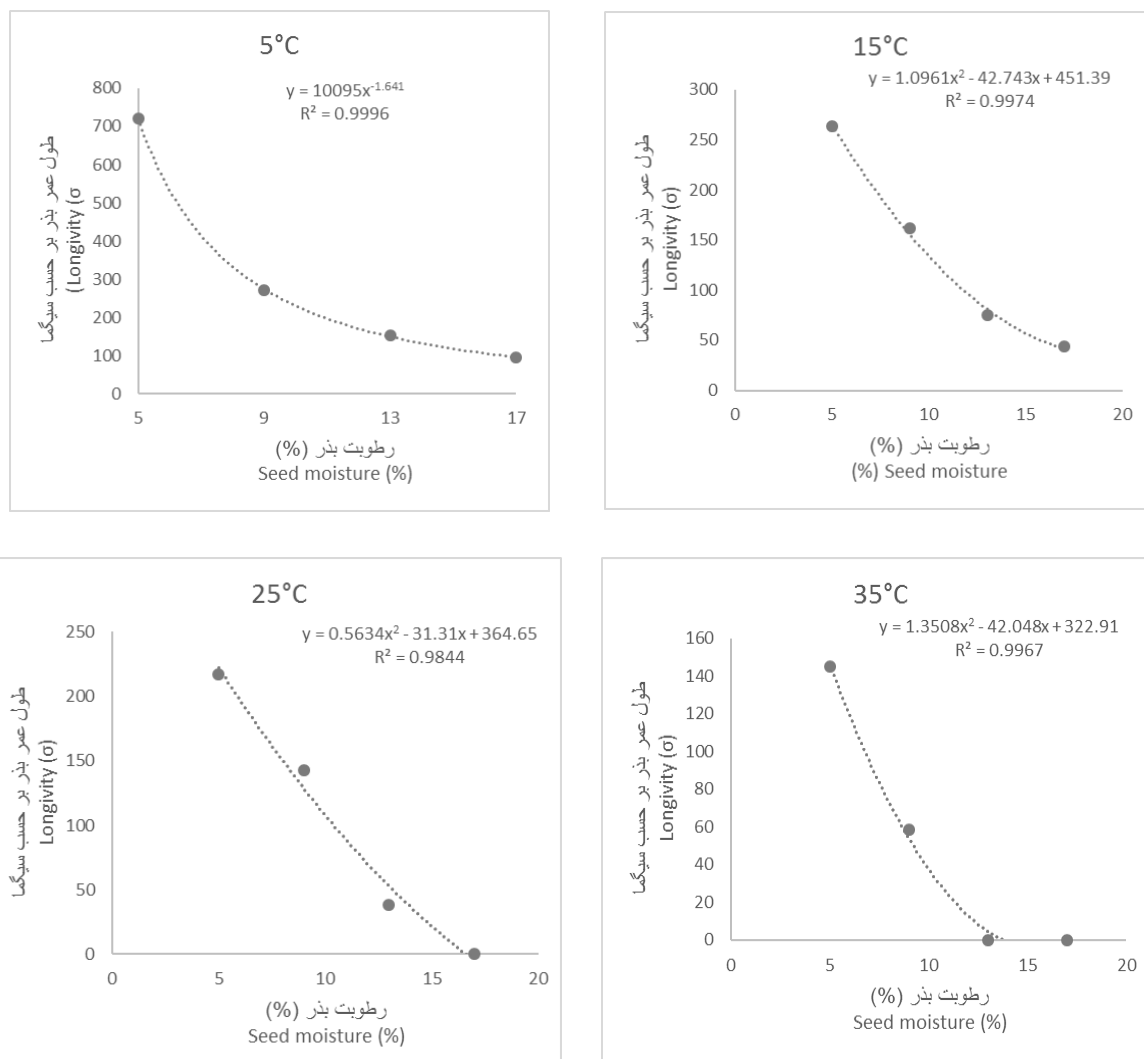 5°C
y = 10095x^-1.641
R² = 0.9996
800
700
600
500
400
300
200
100
0
5 9 13 17
طول عمر بذر بر حسب سیگما
(Longivity (σ
رطوبت بذر (%)
Seed moisture (%)
15°C
y = 1.0961x² - 42.743x + 451.39
R² = 0.9974
300
250
200
150
100
50
0
0 5 10 15 20
طول عمر بذر بر حسب سیگما
Longivity (σ)
رطوبت بذر (%)
(%) Seed moisture
25°C
y = 0.5634x² - 31.31x + 364.65
R² = 0.9844
250
200
150
100
50
0
0 5 10 15 20
طول عمر بذر بر حسب سیگما
Longivity (σ)
رطوبت بذر (%)
Seed moisture (%)
35°C
y = 1.3508x² - 42.048x + 322.91
R² = 0.9967
160
140
120
100
80
60
40
20
0
0 5 10 15 20
طول عمر بذر بر حسب سیگما
Longivity (σ)
رطوبت بذر (%)
Seed moisture (%)